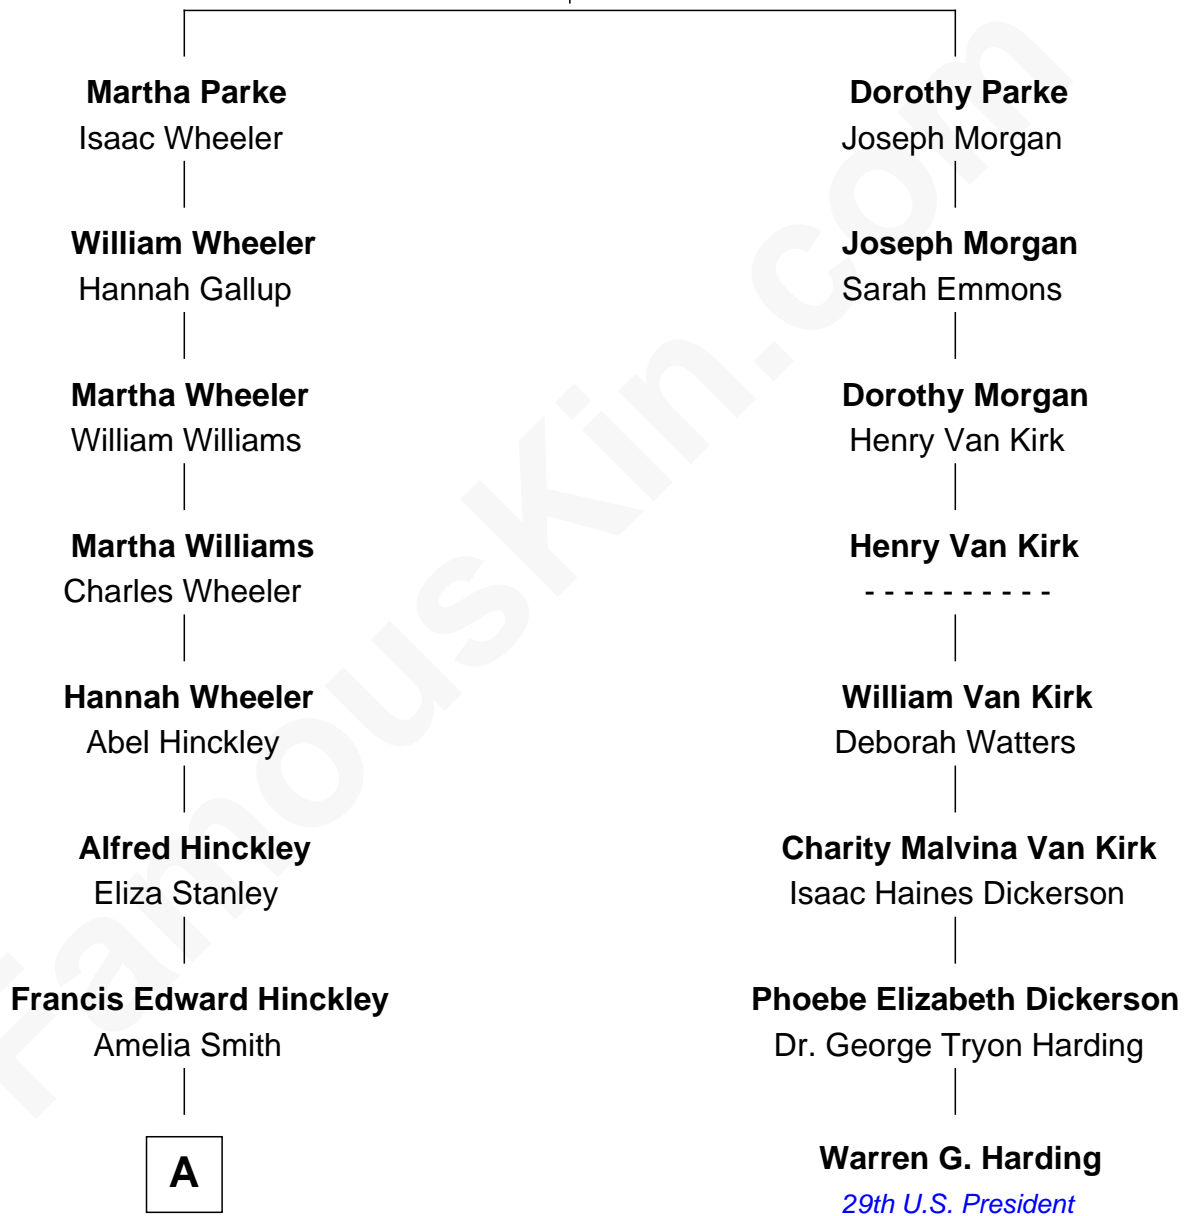 Martha Parke
Isaac Wheeler
William Wheeler
Hannah Gallup
Martha Wheeler
William Williams
Martha Williams
Charles Wheeler
Hannah Wheeler
Abel Hinckley
Alfred Hinckley
Eliza Stanley
Francis Edward Hinckley
Amelia Smith
A
Dorothy Parke
Joseph Morgan
Joseph Morgan
Sarah Emmons
Dorothy Morgan
Henry Van Kirk
Henry Van Kirk
- - - - - - - - - -
William Van Kirk
Deborah Watters
Charity Malvina Van Kirk
Isaac Haines Dickerson
Phoebe Elizabeth Dickerson
Dr. George Tryon Harding
Warren G. Harding
29th U.S. President
FamousKin.com